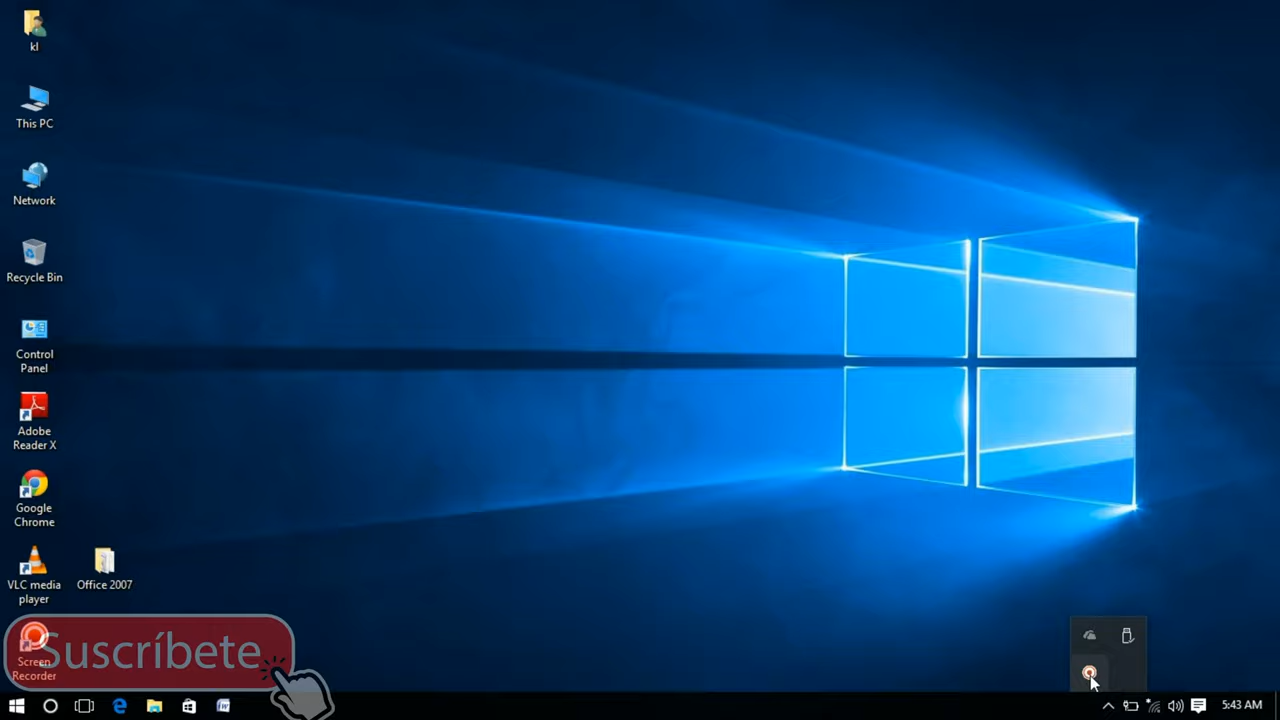 kl
This PC
Network
Recycle Bin
Control
Panel
Adobe
Reader X
Google
Chrome
VLC media
player
Office 2007
Suscríbete
Screen
Recorder
5:43 AM